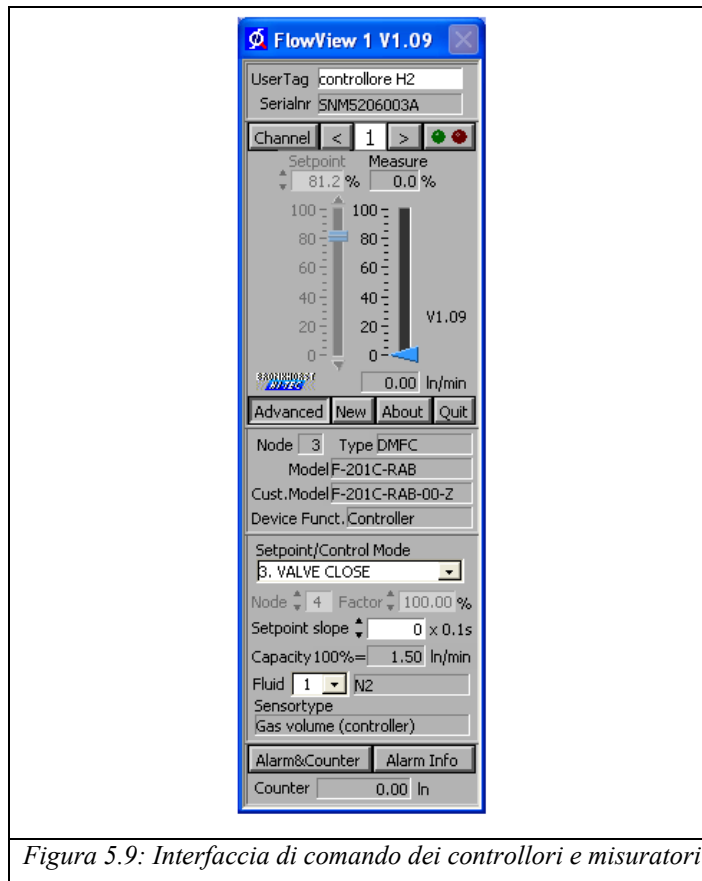 FlowView 1 V1.09
UserTag controllore H2
Serialnr SNM5206003A
Channel < 1 >
Setpoint Measure
81.2 % 0.0 %
100 100
80 80
60 60
40 40
20 20
0 0
V1.09
BRONKHORST
HI-TEC
0.00 ln/min
Advanced New About Quit
Node 3 Type DMFC
Model F-201C-RAB
Cust.Model F-201C-RAB-00-Z
Device Funct. Controller
Setpoint/Control Mode
3. VALVE CLOSE
Node 4 Factor 100.00 %
Setpoint slope 0 x 0.1s
Capacity 100%= 1.50 ln/min
Fluid 1 N2
Sensortype
Gas volume (controller)
Alarm&Counter Alarm Info
Counter 0.00 ln
Figura 5.9: Interfaccia di comando dei controllori e misuratori